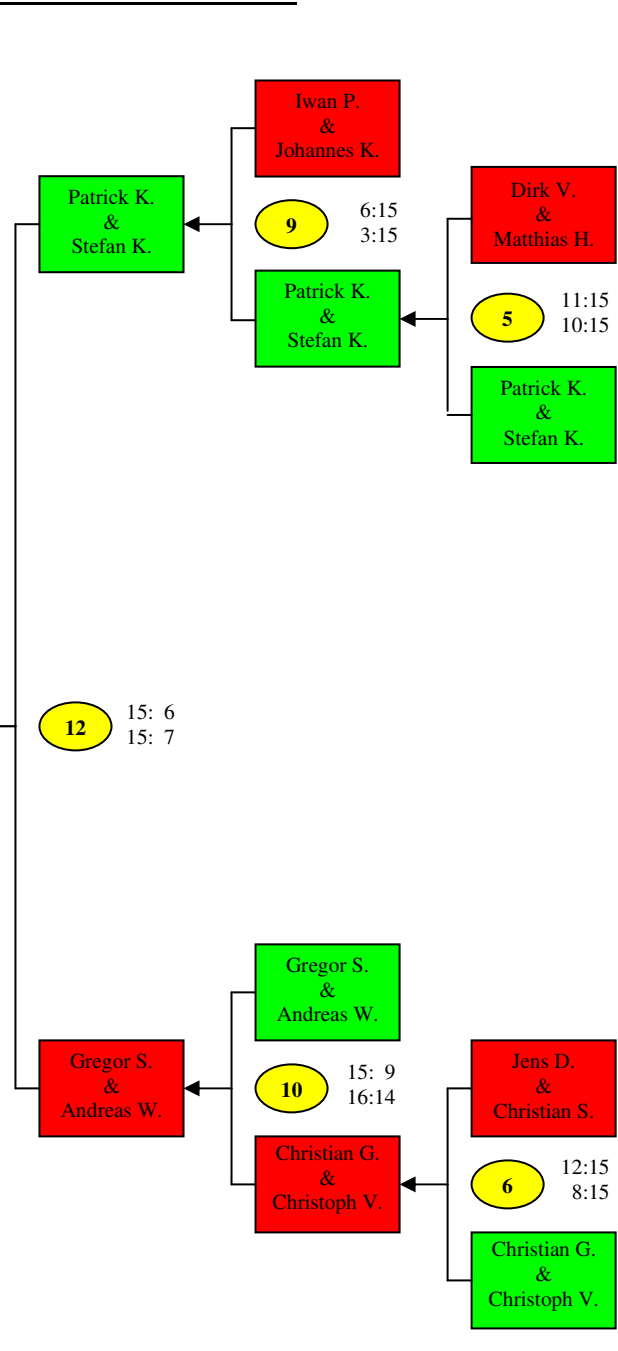 Iwan P.
&
Johannes K.
Patrick K.
&
Stefan K.
9
6:15
3:15
Dirk V.
&
Matthias H.
Patrick K.
&
Stefan K.
5
11:15
10:15
Patrick K.
&
Stefan K.
12
15:  6
15:  7
Gregor S.
&
Andreas W.
Gregor S.
&
Andreas W.
10
15:  9
16:14
Jens D.
&
Christian S.
Christian G.
&
Christoph V.
6
12:15
8:15
Christian G.
&
Christoph V.